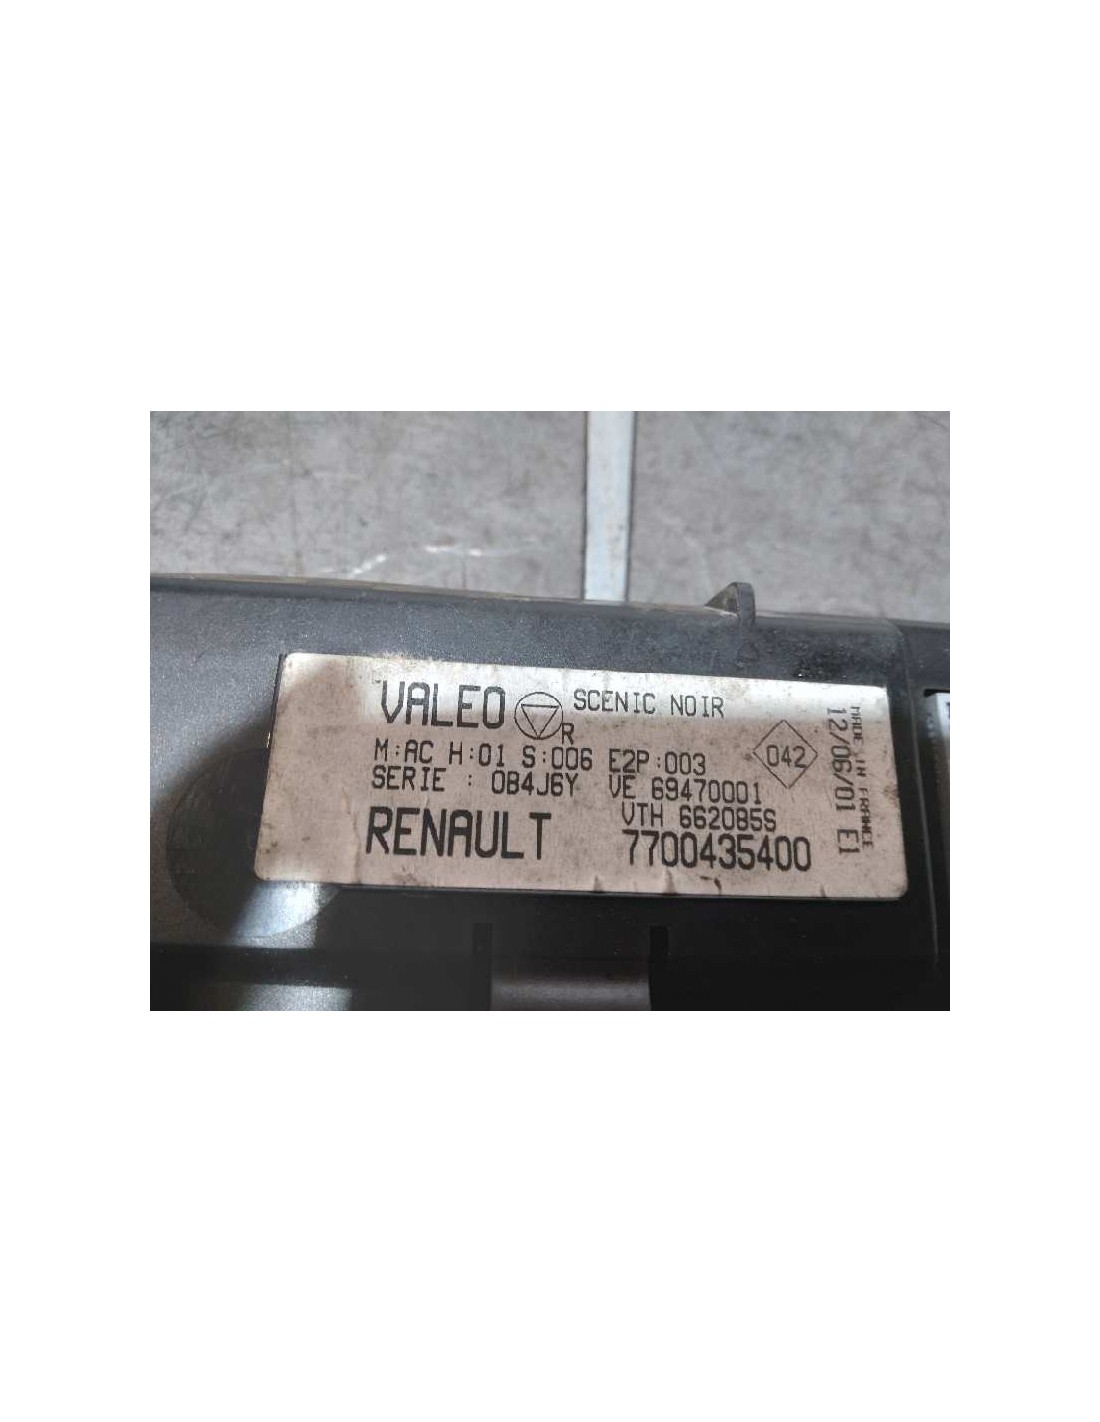 VALEO R SCENIC NOIR
M:AC H:01 S:006 E2P:003
SERIE : 0B4J6Y VE 69470001
VTH 662085S
RENAULT 7700435400
042
MADE IN FRANCE
12/06/01 E1